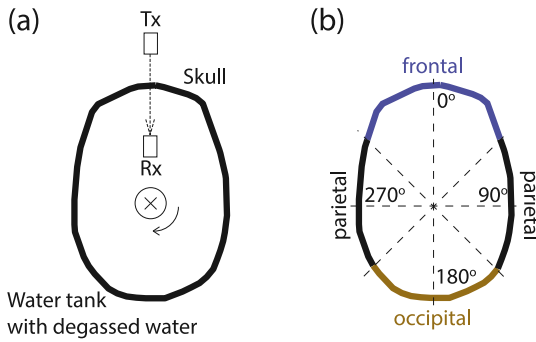 (a)
Tx
Skull
Rx
Water tank
with degassed water
(b)
frontal
0°
parietal
270°
90°
parietal
180°
occipital